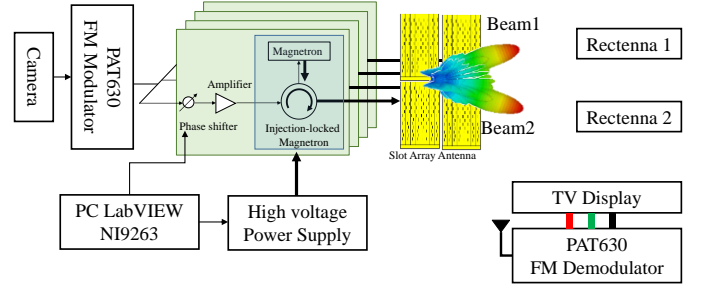 Camera
PAT630
FM Modulator
Magnetron
Amplifier
Phase shifter
Injection-locked
Magnetron
Beam1
Beam2
Slot Array Antenna
Rectenna 1
Rectenna 2
PC LabVIEW
NI9263
High voltage
Power Supply
TV Display
PAT630
FM Demodulator